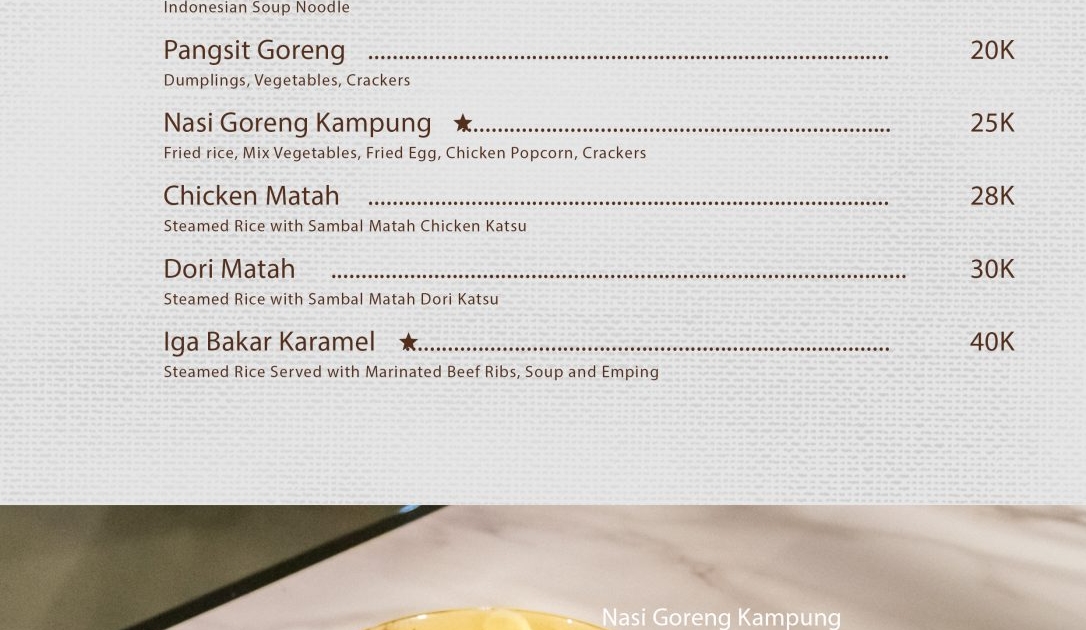 Indonesian Soup Noodle
Pangsit Goreng ........................ 20K
Dumplings, Vegetables, Crackers
Nasi Goreng Kampung ★........................ 25K
Fried rice, Mix Vegetables, Fried Egg, Chicken Popcorn, Crackers
Chicken Matah ........................ 28K
Steamed Rice with Sambal Matah Chicken Katsu
Dori Matah ........................ 30K
Steamed Rice with Sambal Matah Dori Katsu
Iga Bakar Karamel ★........................ 40K
Steamed Rice Served with Marinated Beef Ribs, Soup and Emping
Nasi Goreng Kampung